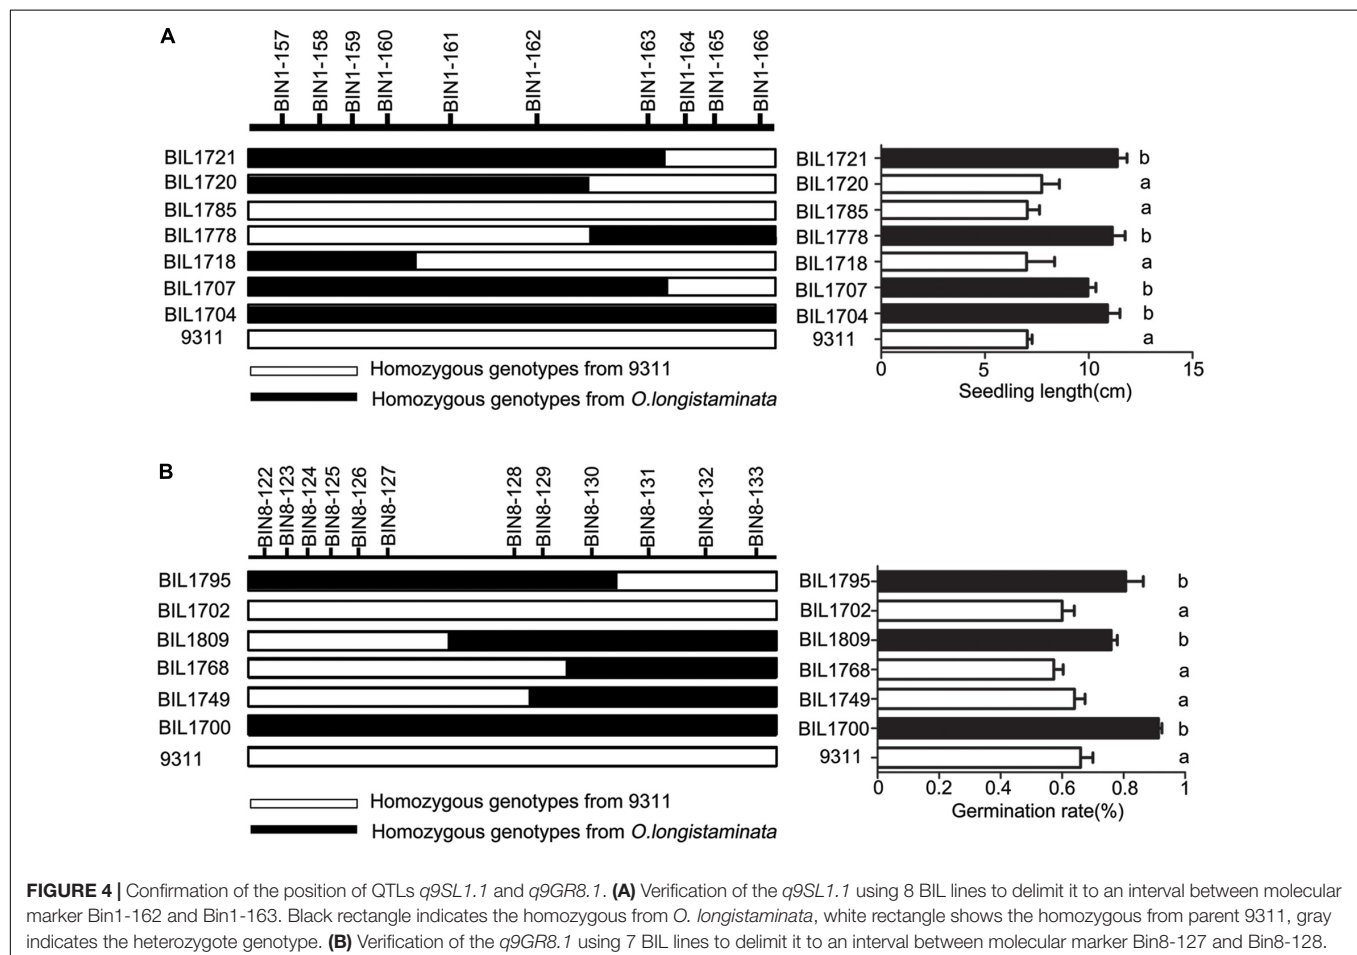 A
BIN1-157
BIN1-158
BIN1-159
BIN1-160
BIN1-161
BIN1-162
BIN1-163
BIN1-164
BIN1-165
BIN1-166
BIL1721
BIL1720
BIL1785
BIL1778
BIL1718
BIL1707
BIL1704
9311
Homozygous genotypes from 9311
Homozygous genotypes from O.longistaminata
BIL1721 b
BIL1720 a
BIL1785 a
BIL1778 b
BIL1718 a
BIL1707 b
BIL1704 b
9311 a
0 5 10 15
Seedling length(cm)
B
BIN8-122
BIN8-123
BIN8-124
BIN8-125
BIN8-126
BIN8-127
BIN8-128
BIN8-129
BIN8-130
BIN8-131
BIN8-132
BIN8-133
BIL1795
BIL1702
BIL1809
BIL1768
BIL1749
BIL1700
9311
Homozygous genotypes from 9311
Homozygous genotypes from O.longistaminata
BIL1795 b
BIL1702 a
BIL1809 b
BIL1768 a
BIL1749 a
BIL1700 b
9311 a
0 0.2 0.4 0.6 0.8 1
Germination rate(%)
FIGURE 4 | Confirmation of the position of QTLs q9SL1.1 and q9GR8.1. (A) Verification of the q9SL1.1 using 8 BIL lines to delimit it to an interval between molecular
marker Bin1-162 and Bin1-163. Black rectangle indicates the homozygous from O. longistaminata, white rectangle shows the homozygous from parent 9311, gray
indicates the heterozygote genotype. (B) Verification of the q9GR8.1 using 7 BIL lines to delimit it to an interval between molecular marker Bin8-127 and Bin8-128.